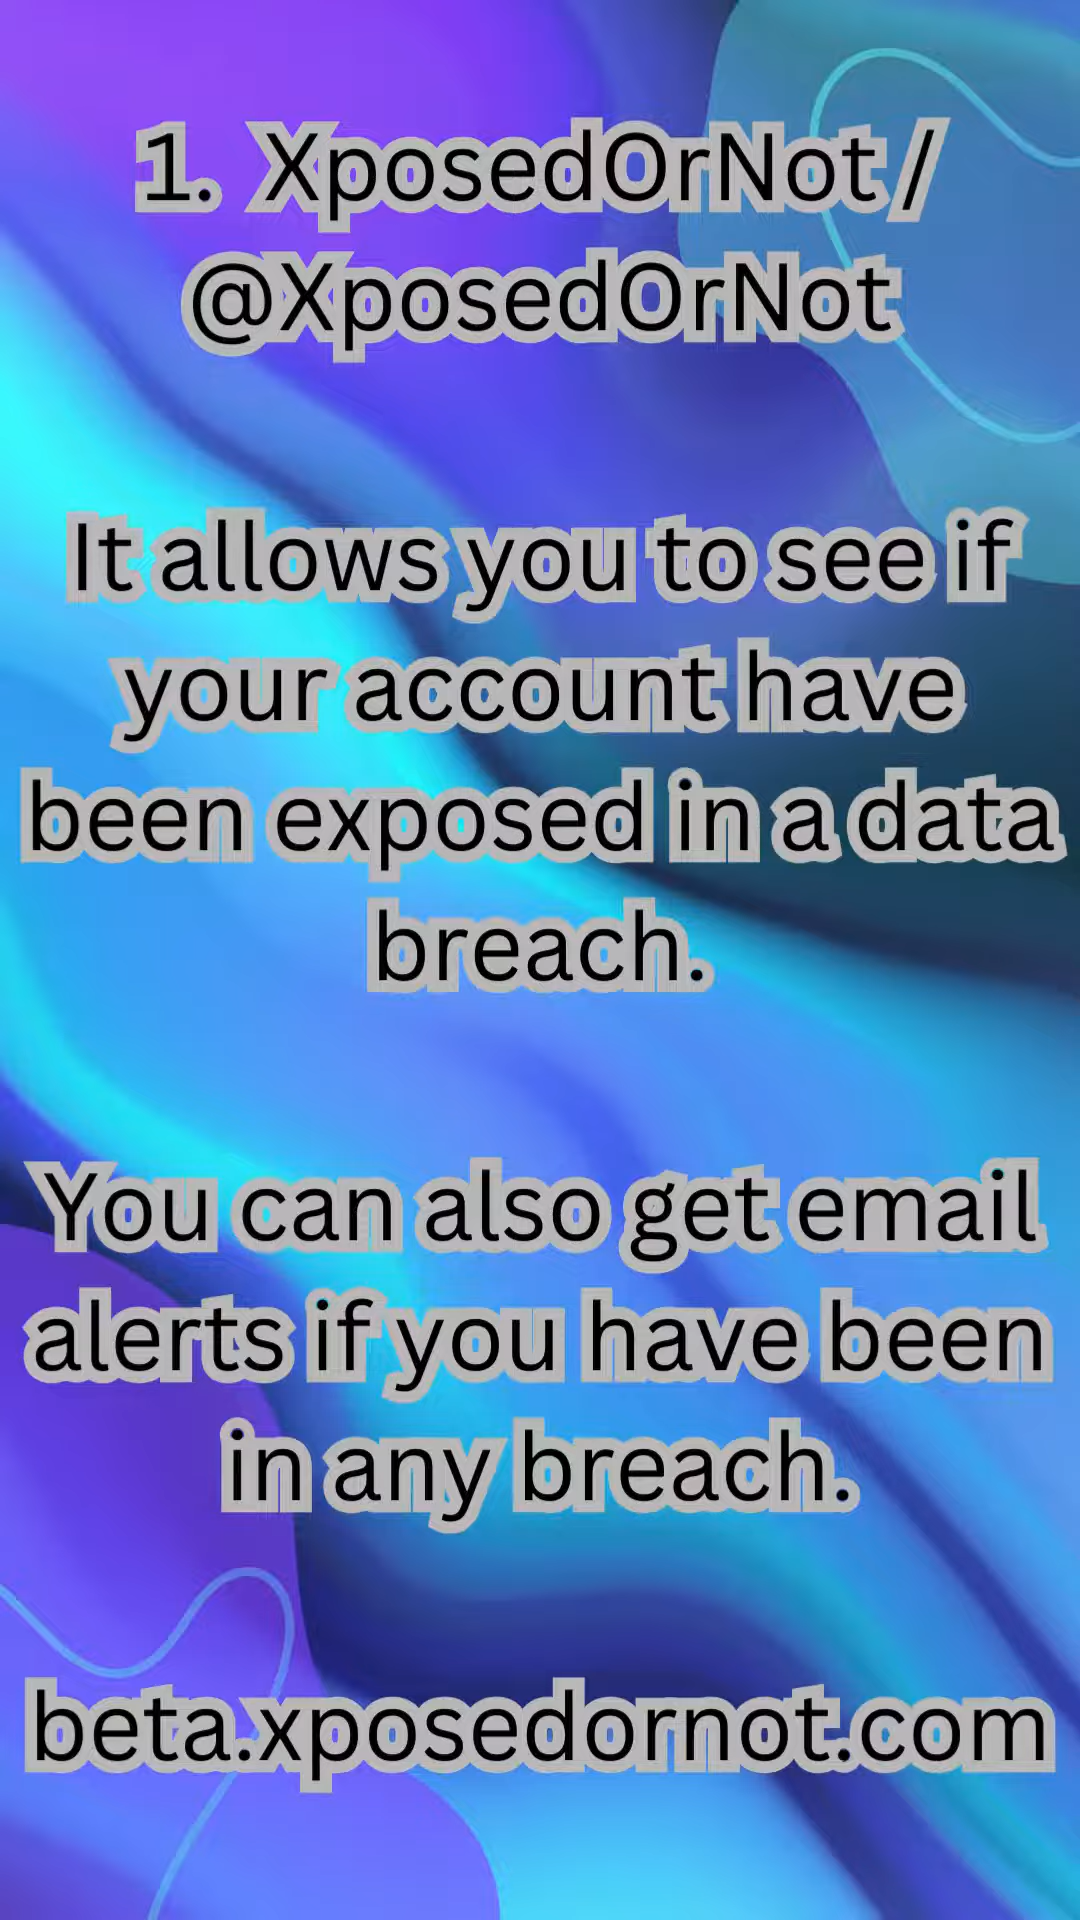 1. XposedOrNot /
@XposedOrNot
It allows you to see if
your account have
been exposed in a data
breach.
You can also get email
alerts if you have been
in any breach.
beta.xposedornot.com